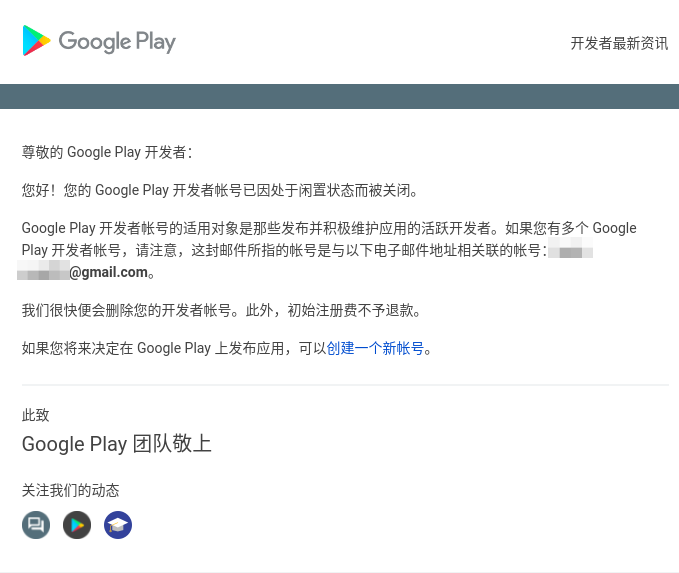 Google Play
开发者最新资讯
尊敬的 Google Play 开发者：
您好！您的 Google Play 开发者帐号已因处于闲置状态而被关闭。
Google Play 开发者帐号的适用对象是那些发布并积极维护应用的活跃开发者。如果您有多个 Google
Play 开发者帐号，请注意，这封邮件所指的帐号是与以下电子邮件地址相关联的帐号：
@gmail.com。
我们很快便会删除您的开发者帐号。此外，初始注册费不予退款。
如果您将来决定在 Google Play 上发布应用，可以创建一个新帐号。
此致
Google Play 团队敬上
关注我们的动态